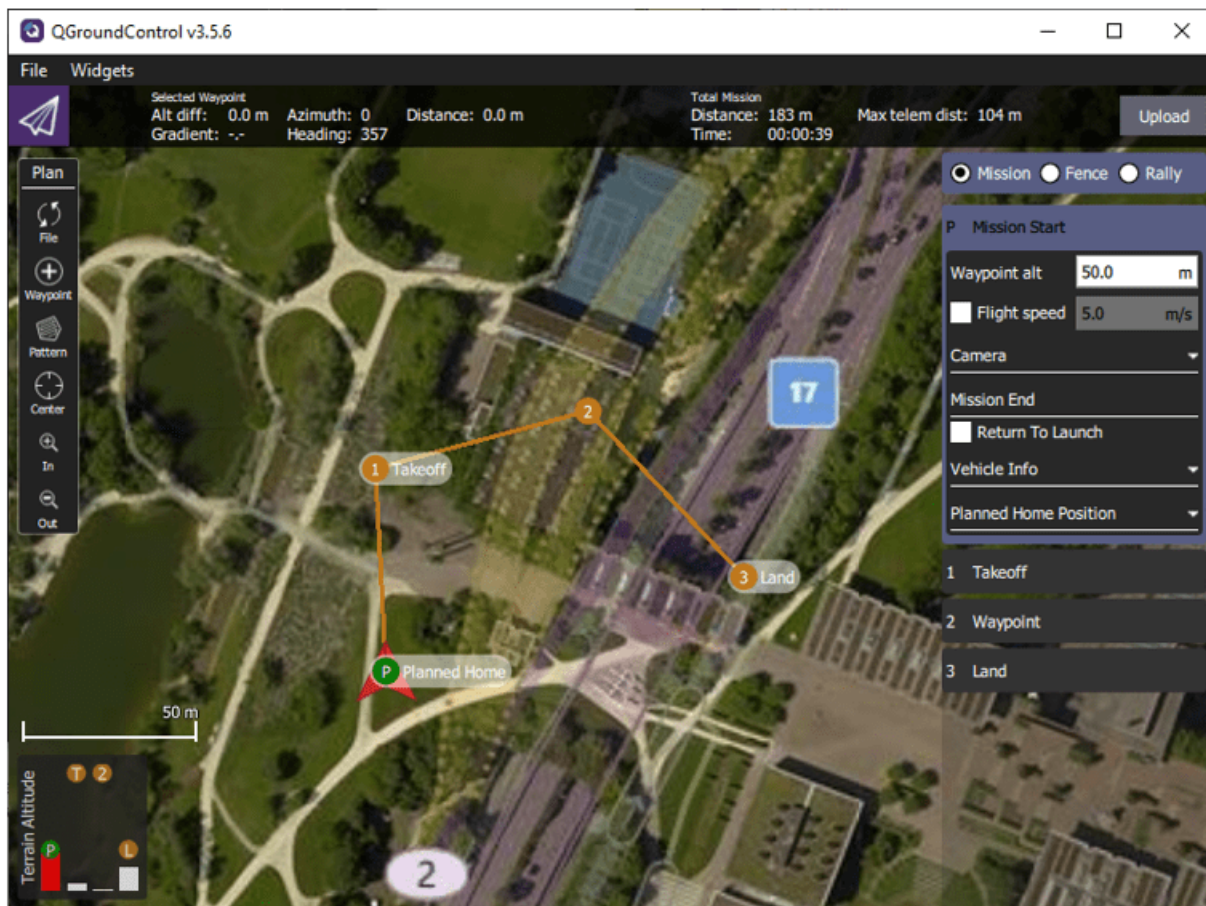 QGroundControl v3.5.6
File Widgets
Selected Waypoint
Alt diff: 0.0 m Azimuth: 0 Distance: 0.0 m
Gradient: -.- Heading: 357
Total Mission
Distance: 183 m Max telem dist: 104 m
Time: 00:00:39
Upload
Plan
File
Waypoint
Pattern
Center
In
Out
Mission Fence Rally
P Mission Start
Waypoint alt 50.0 m
Flight speed 5.0 m/s
Camera
Mission End
Return To Launch
Vehicle Info
Planned Home Position
1 Takeoff
2 Waypoint
3 Land
17
2
1 Takeoff
3 Land
P Planned Home
50 m
Terrain Altitude
T 2
P L
2